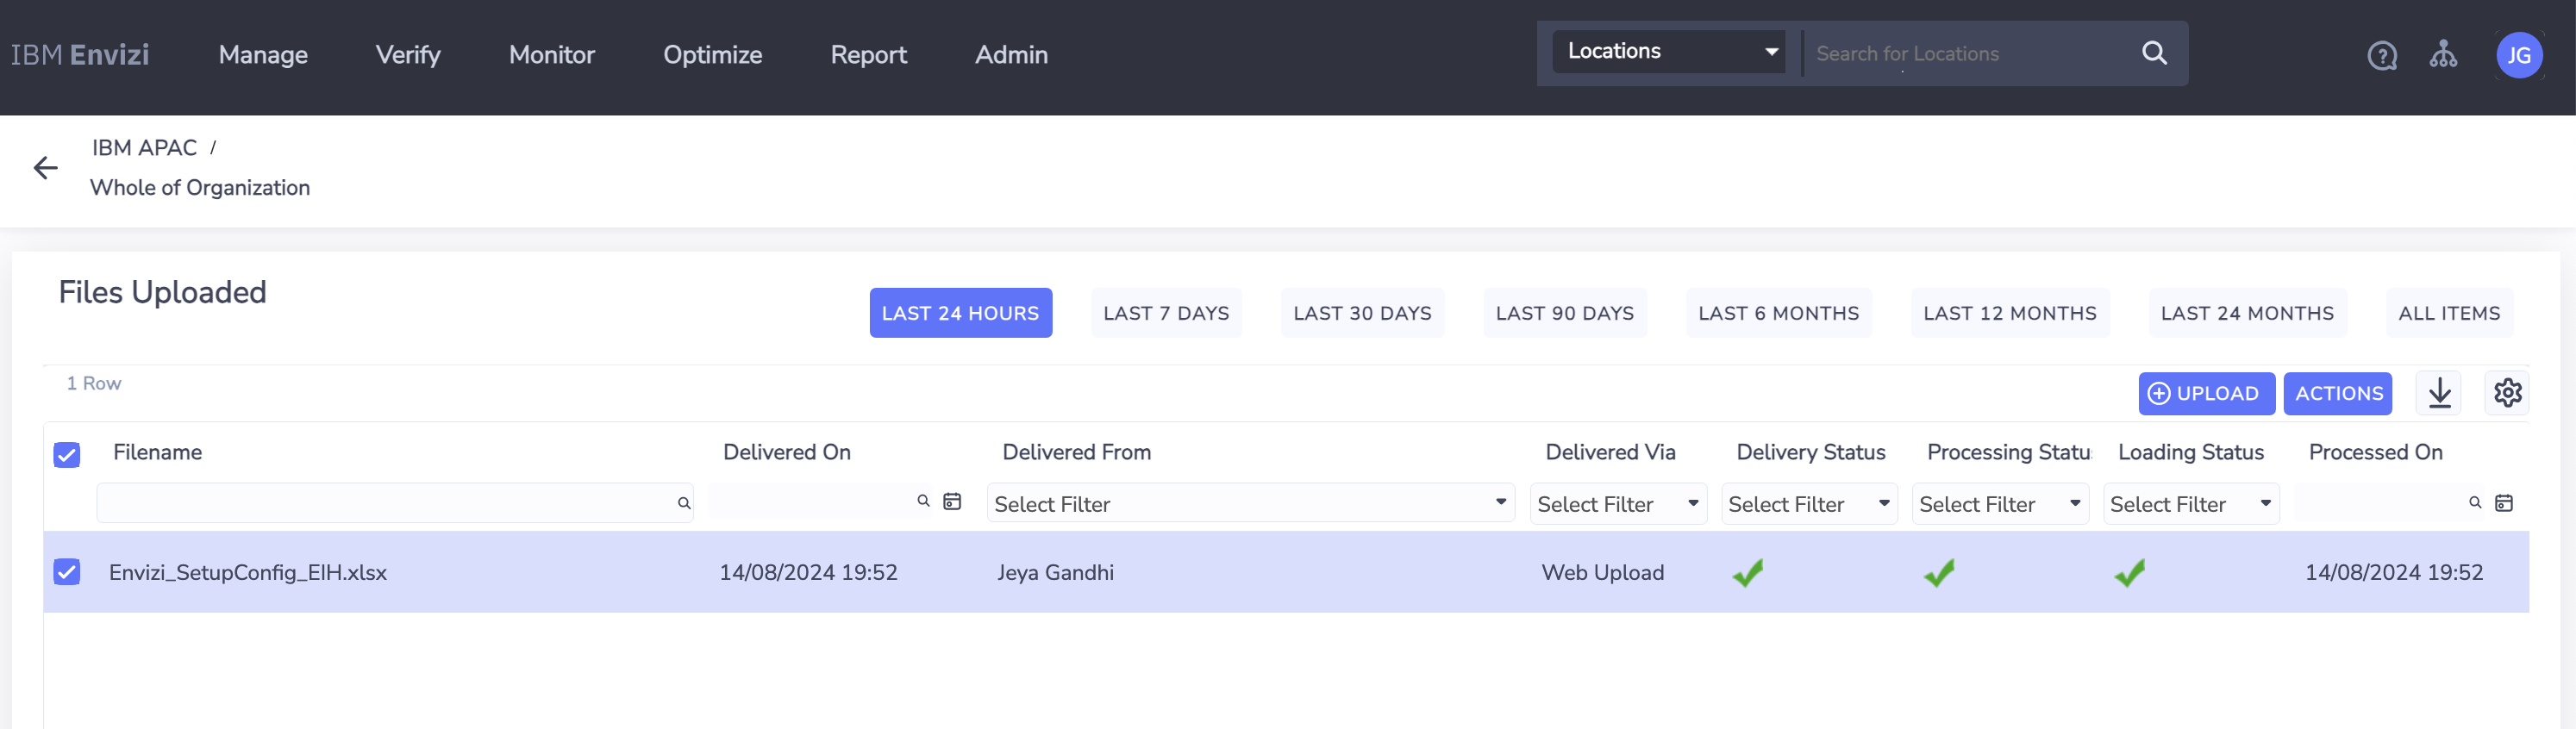 IBM Envizi Manage Verify Monitor Optimize Report Admin Locations Search for Locations ? JG
IBM APAC /
Whole of Organization
Files Uploaded
LAST 24 HOURS LAST 7 DAYS LAST 30 DAYS LAST 90 DAYS LAST 6 MONTHS LAST 12 MONTHS LAST 24 MONTHS ALL ITEMS
1 Row
UPLOAD ACTIONS
Filename Delivered On Delivered From Delivered Via Delivery Status Processing Statu Loading Status Processed On
Select Filter Select Filter Select Filter Select Filter Select Filter
Envizi_SetupConfig_EIH.xlsx 14/08/2024 19:52 Jeya Gandhi Web Upload 14/08/2024 19:52